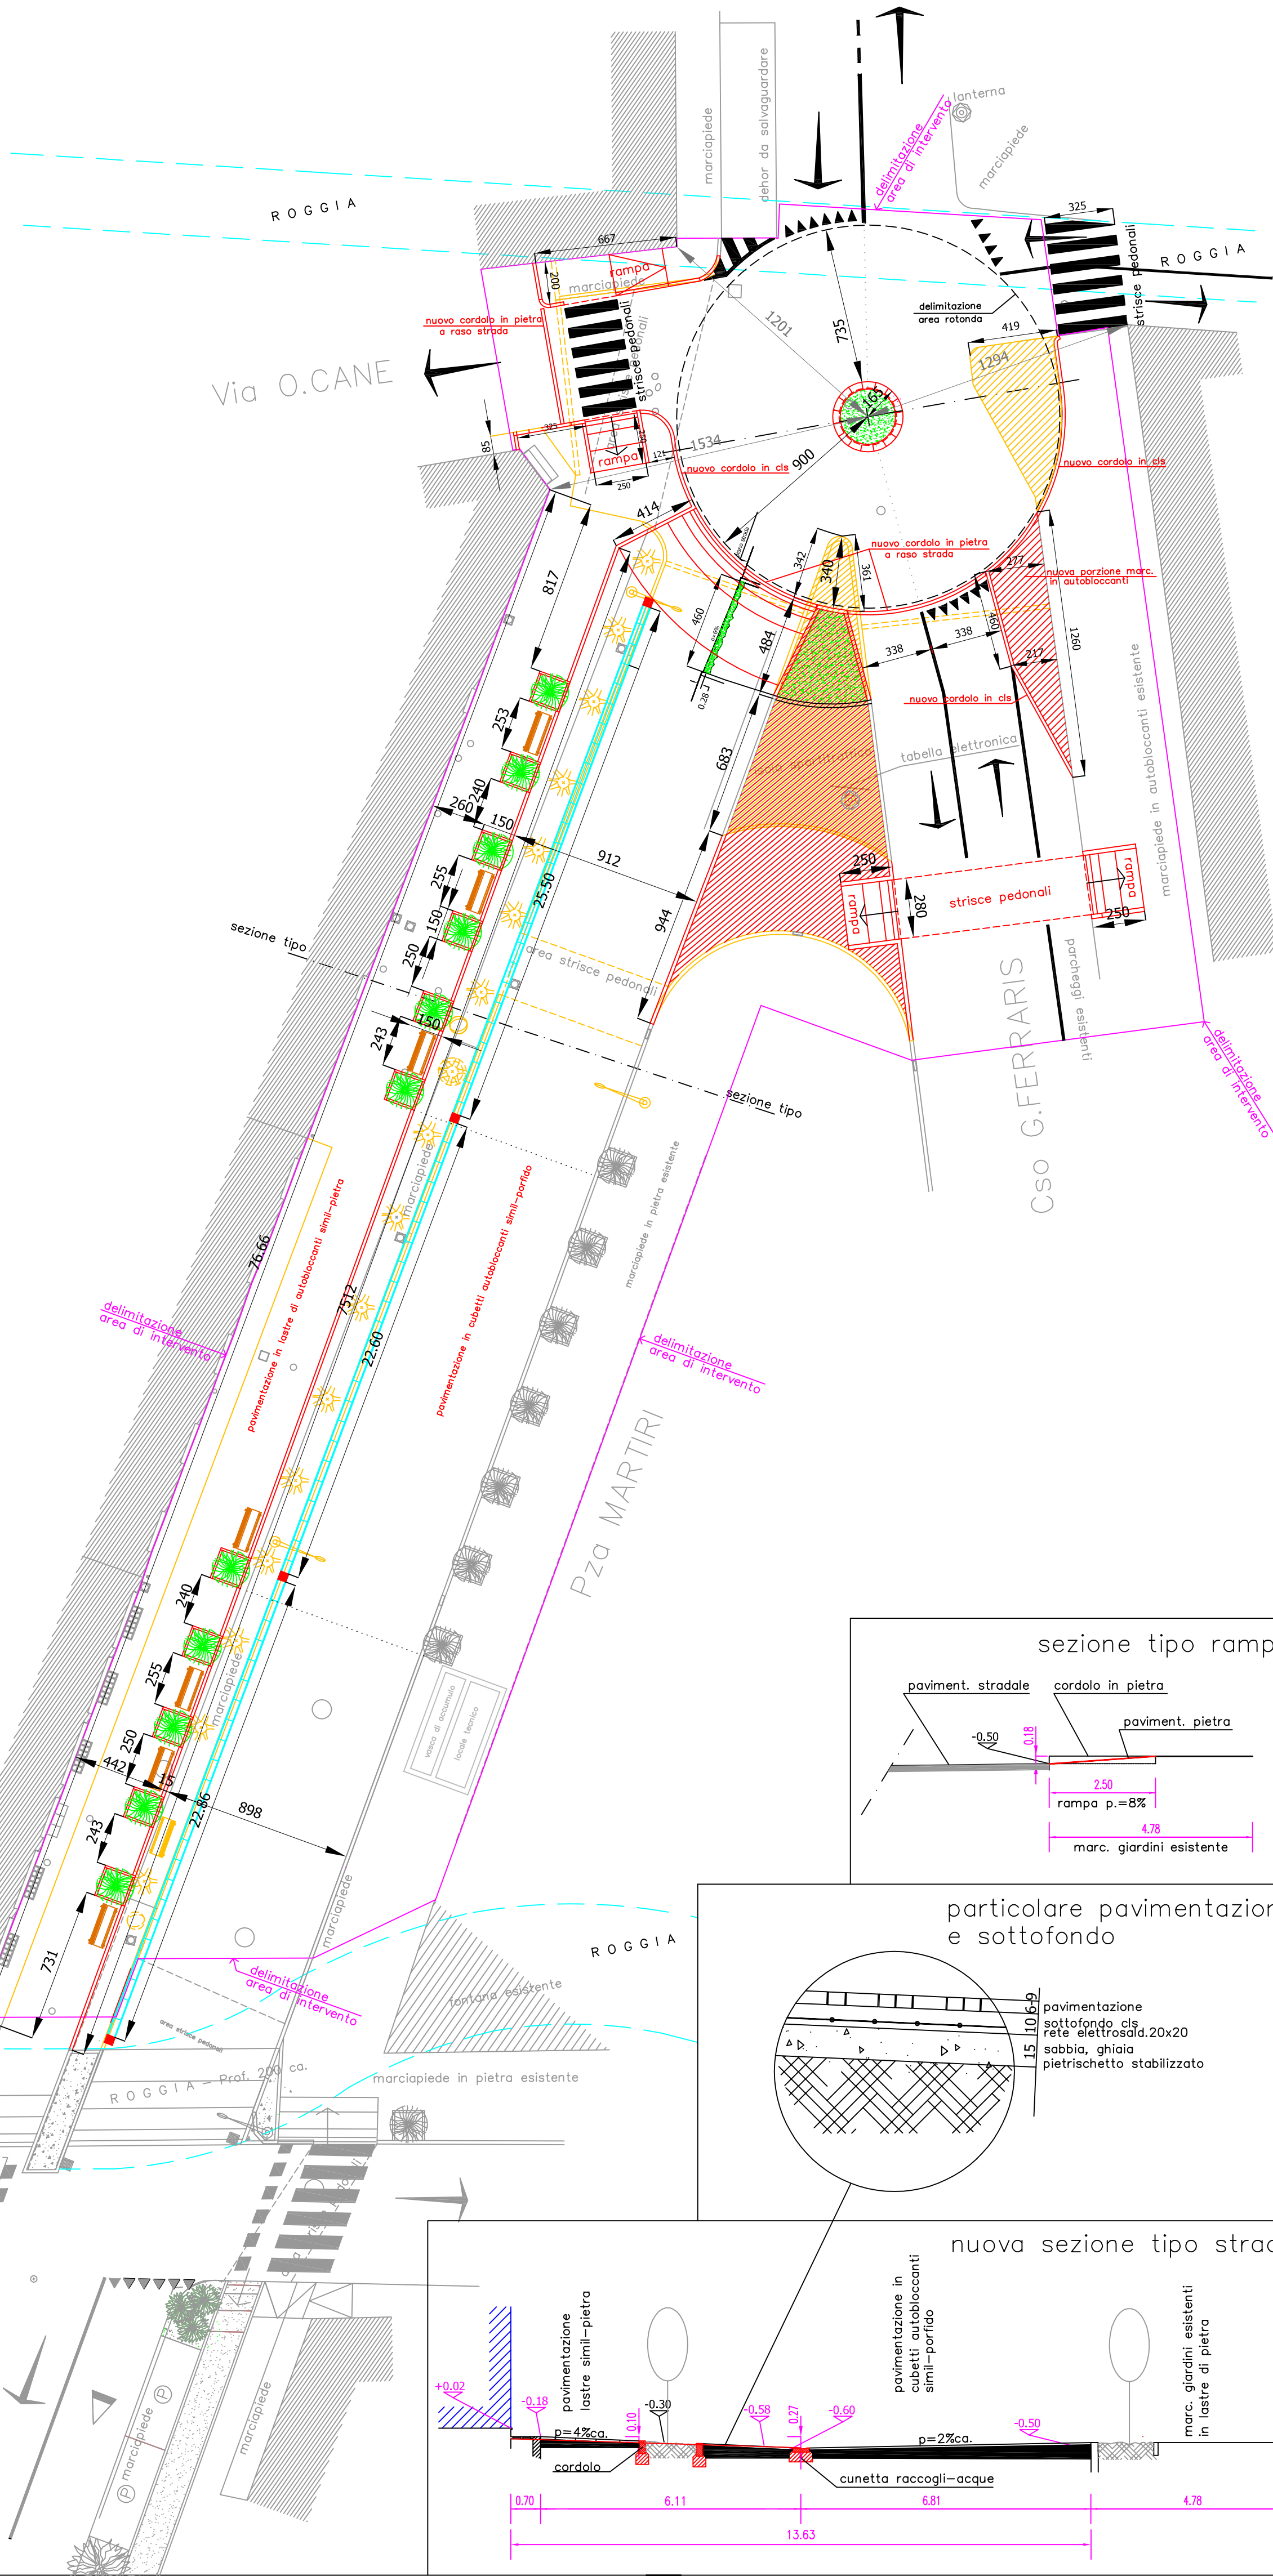 marciapiede
dehor da salvaguardare
delimitazione
area di intervento
lanterna
marciapiede
ROGGIA
667
rampa
marciapiede
200
325
strisce pedonali
ROGGIA
nuovo cordolo in pietra
a raso strada
strisce pedonali
1201
735
delimitazione
area rotonda
419
1294
Via O.CANE
165
85
325
rampa
250
121
1534
900
nuovo cordolo in cls
nuovo cordolo in cls
414
817
342
340
361
nuovo cordolo in pietra
a raso strada
277
nuova porzione marc.
in autobloccanti
460
484
460
338
338
217
1260
0.28
nuovo cordolo in cls
253
683
tabella elettronica
marciapiede in autobloccanti esistente
240
260
150
912
255
25.50
250
rampa
280
strisce pedonali
rampa
250
150
944
sezione tipo
250
area strisce pedonali
parcheggi esistenti
150
243
Cso G.FERRARIS
delimitazione
area di intervento
sezione tipo
marciapiede
marciapiede in pietra esistente
pavimentazione in lastre di autobloccanti simil-pietra
pavimentazione in cubetti autobloccanti simil-porfido
76.66
7512
22.60
delimitazione
area di intervento
delimitazione
area di intervento
Pza MARTIRI
240
255
marciapiede
250
442
15
22.86
898
243
731
vasca di accumulo
locale tecnico
marciapiede
ROGGIA
delimitazione
area di intervento
fontana esistente
area strisce pedonali
ROGGIA - Prof. 200 ca.
marciapiede in pietra esistente
marciapiede
P
P
marciapiede
sezione tipo ramp
paviment. stradale
cordolo in pietra
paviment. pietra
-0.50
0.18
2.50
rampa p.=8%
4.78
marc. giardini esistente
particolare pavimentazion
e sottofondo
6-9
pavimentazione
10
sottofondo cls
rete elettrosald.20x20
15
sabbia, ghiaia
pietrischetto stabilizzato
nuova sezione tipo strad
pavimentazione
lastre simil-pietra
pavimentazione in
cubetti autobloccanti
simil-porfido
marc. giardini esistenti
in lastre di pietra
+0.02
-0.18
0.10
-0.30
-0.58
0.27
-0.60
-0.50
p=4%ca.
p=2%ca.
cordolo
cunetta raccogli-acque
0.70
6.11
6.81
4.78
13.63